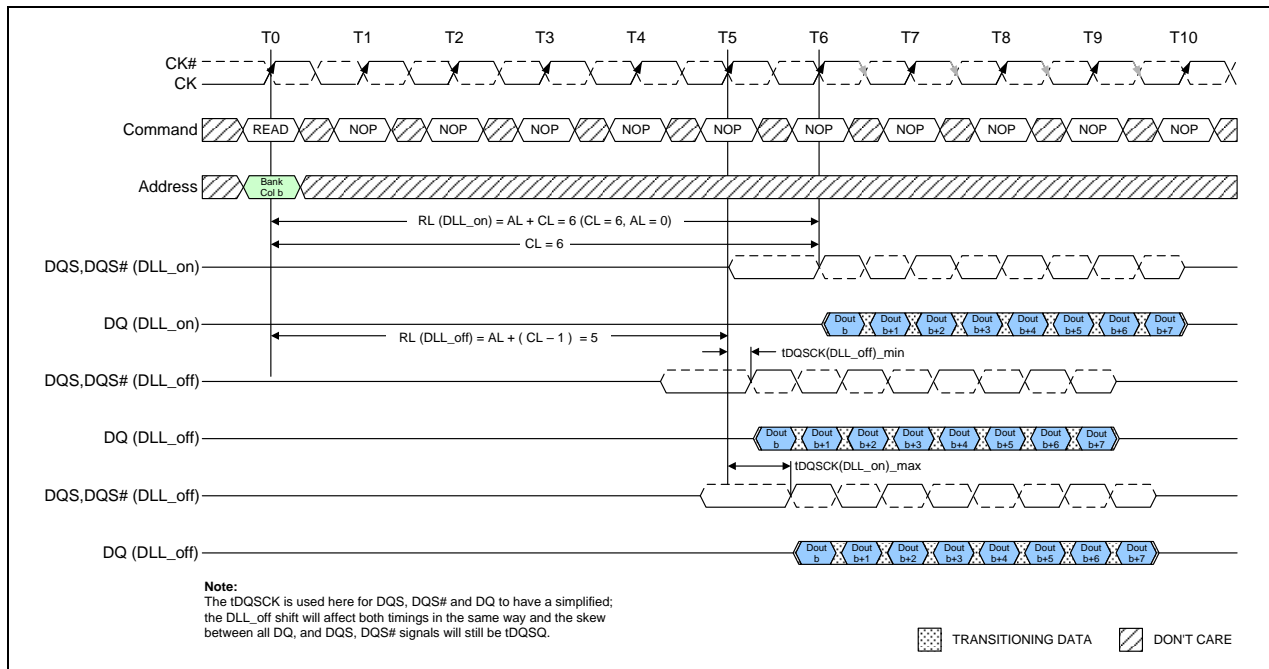 T0 T1 T2 T3 T4 T5 T6 T7 T8 T9 T10
CK#
CK
Command READ NOP NOP NOP NOP NOP NOP NOP NOP NOP NOP
Address Bank
Col b
RL (DLL_on) = AL + CL = 6 (CL = 6, AL = 0)
CL = 6
DQS,DQS# (DLL_on)
DQ (DLL_on) Dout Dout Dout Dout Dout Dout Dout Dout
b b+1 b+2 b+3 b+4 b+5 b+6 b+7
RL (DLL_off) = AL + ( CL – 1 ) = 5
tDQSCK(DLL_off)_min
DQS,DQS# (DLL_off)
DQ (DLL_off) Dout Dout Dout Dout Dout Dout Dout Dout
b b+1 b+2 b+3 b+4 b+5 b+6 b+7
tDQSCK(DLL_on)_max
DQS,DQS# (DLL_off)
DQ (DLL_off) Dout Dout Dout Dout Dout Dout Dout Dout
b b+1 b+2 b+3 b+4 b+5 b+6 b+7
Note:
The tDQSCK is used here for DQS, DQS# and DQ to have a simplified;
the DLL_off shift will affect both timings in the same way and the skew
between all DQ, and DQS, DQS# signals will still be tDQSQ.
TRANSITIONING DATA DON'T CARE